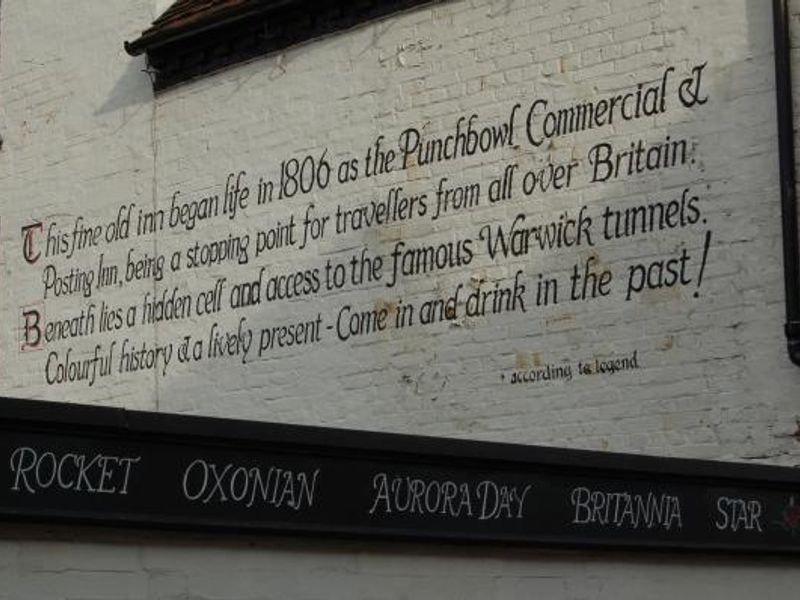 This fine old inn began life in 1806 as the Punchbowl Commercial &
Posting Inn, being a stopping point for travellers from all over Britain.
Beneath lies a hidden cell and access to the famous Warwick tunnels.
Colourful history & a lively present - Come in and drink in the past!
· according to legend
ROCKET OXONIAN AURORA DAY BRITANNIA STAR